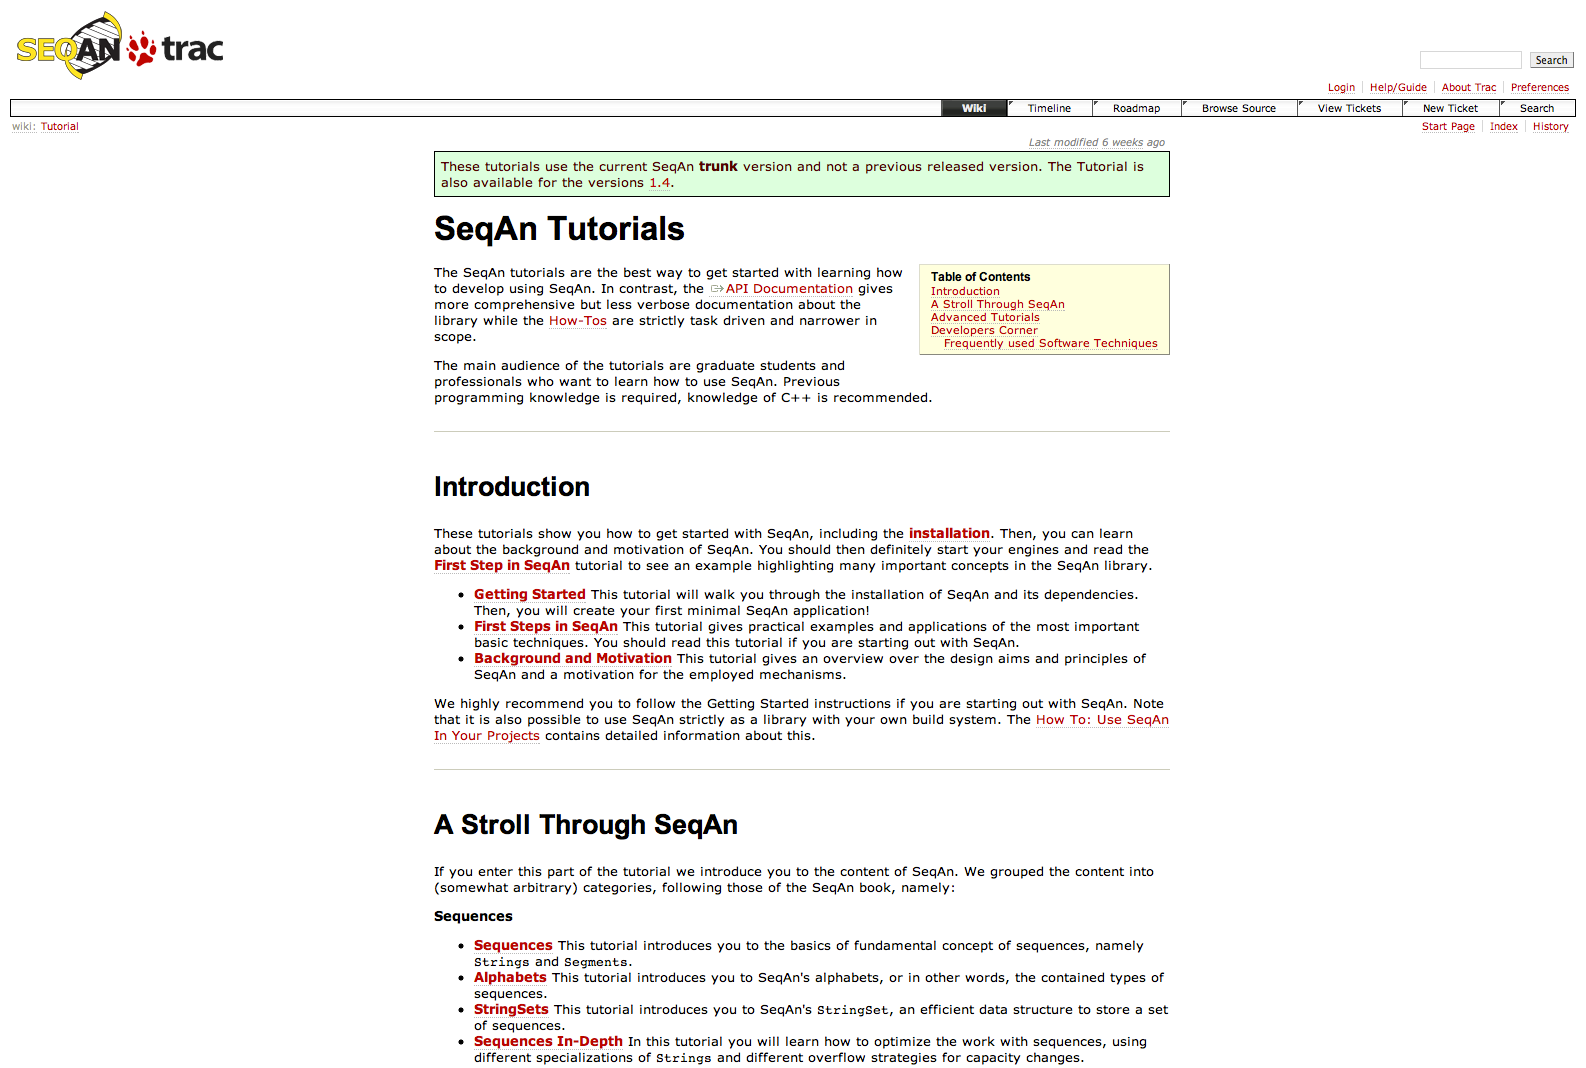 SEQAN trac
Search
Login Help/Guide About Trac Preferences
Wiki Timeline Roadmap Browse Source View Tickets New Ticket Search
wiki: Tutorial
Start Page Index History
Last modified 6 weeks ago
These tutorials use the current SeqAn trunk version and not a previous released version. The Tutorial is
also available for the versions 1.4.
SeqAn Tutorials
The SeqAn tutorials are the best way to get started with learning how
to develop using SeqAn. In contrast, the API Documentation gives
more comprehensive but less verbose documentation about the
library while the How-Tos are strictly task driven and narrower in
scope.
Table of Contents
Introduction
A Stroll Through SeqAn
Advanced Tutorials
Developers Corner
Frequently used Software Techniques
The main audience of the tutorials are graduate students and
professionals who want to learn how to use SeqAn. Previous
programming knowledge is required, knowledge of C++ is recommended.
Introduction
These tutorials show you how to get started with SeqAn, including the installation. Then, you can learn
about the background and motivation of SeqAn. You should then definitely start your engines and read the
First Step in SeqAn tutorial to see an example highlighting many important concepts in the SeqAn library.
• Getting Started This tutorial will walk you through the installation of SeqAn and its dependencies.
Then, you will create your first minimal SeqAn application!
• First Steps in SeqAn This tutorial gives practical examples and applications of the most important
basic techniques. You should read this tutorial if you are starting out with SeqAn.
• Background and Motivation This tutorial gives an overview over the design aims and principles of
SeqAn and a motivation for the employed mechanisms.
We highly recommend you to follow the Getting Started instructions if you are starting out with SeqAn. Note
that it is also possible to use SeqAn strictly as a library with your own build system. The How To: Use SeqAn
In Your Projects contains detailed information about this.
A Stroll Through SeqAn
If you enter this part of the tutorial we introduce you to the content of SeqAn. We grouped the content into
(somewhat arbitrary) categories, following those of the SeqAn book, namely:
Sequences
• Sequences This tutorial introduces you to the basics of fundamental concept of sequences, namely
Strings and Segments.
• Alphabets This tutorial introduces you to SeqAn's alphabets, or in other words, the contained types of
sequences.
• StringSets This tutorial introduces you to SeqAn's StringSet, an efficient data structure to store a set
of sequences.
• Sequences In-Depth In this tutorial you will learn how to optimize the work with sequences, using
different specializations of Strings and different overflow strategies for capacity changes.